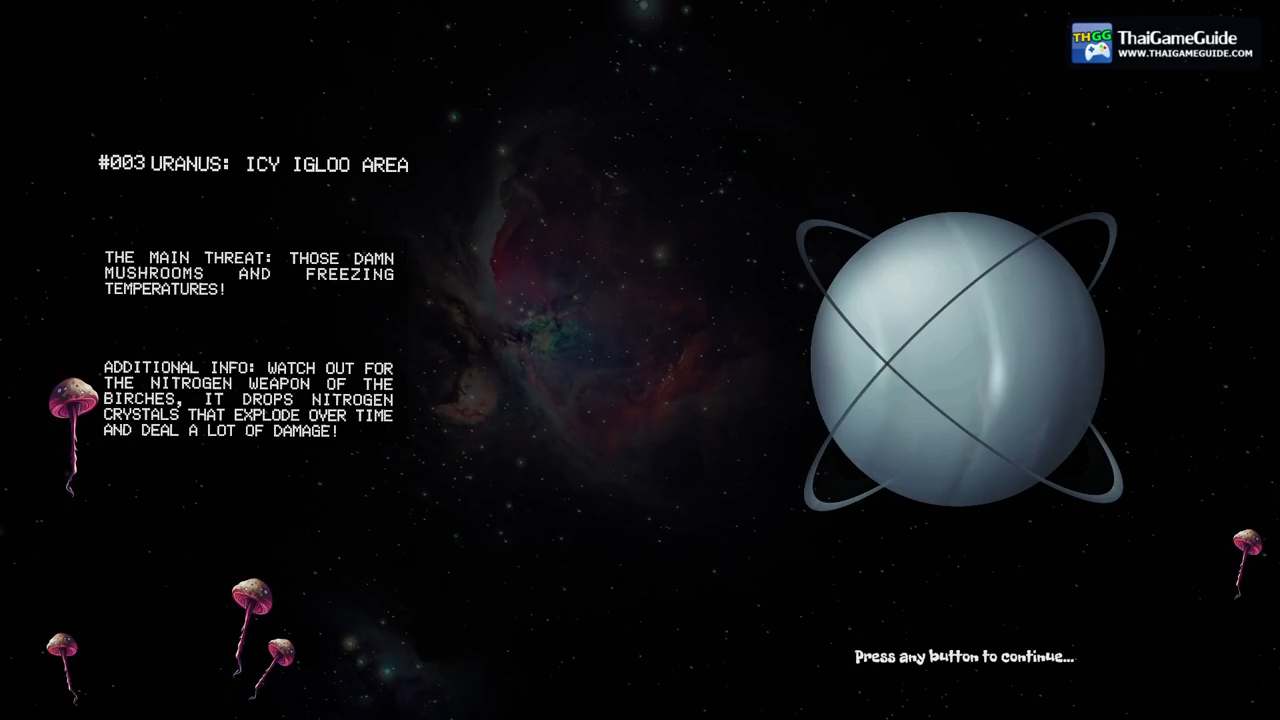 THGG ThaiGameGuide
WWW.THAIGAMEGUIDE.COM
#003 URANUS: ICY IGLOO AREA
THE MAIN THREAT: THOSE DAMN
MUSHROOMS AND FREEZING
TEMPERATURES!
ADDITIONAL INFO: WATCH OUT FOR
THE NITROGEN WEAPON OF THE
BIRCHES, IT DROPS NITROGEN
CRYSTALS THAT EXPLODE OVER TIME
AND DEAL A LOT OF DAMAGE!
Press any button to continue...